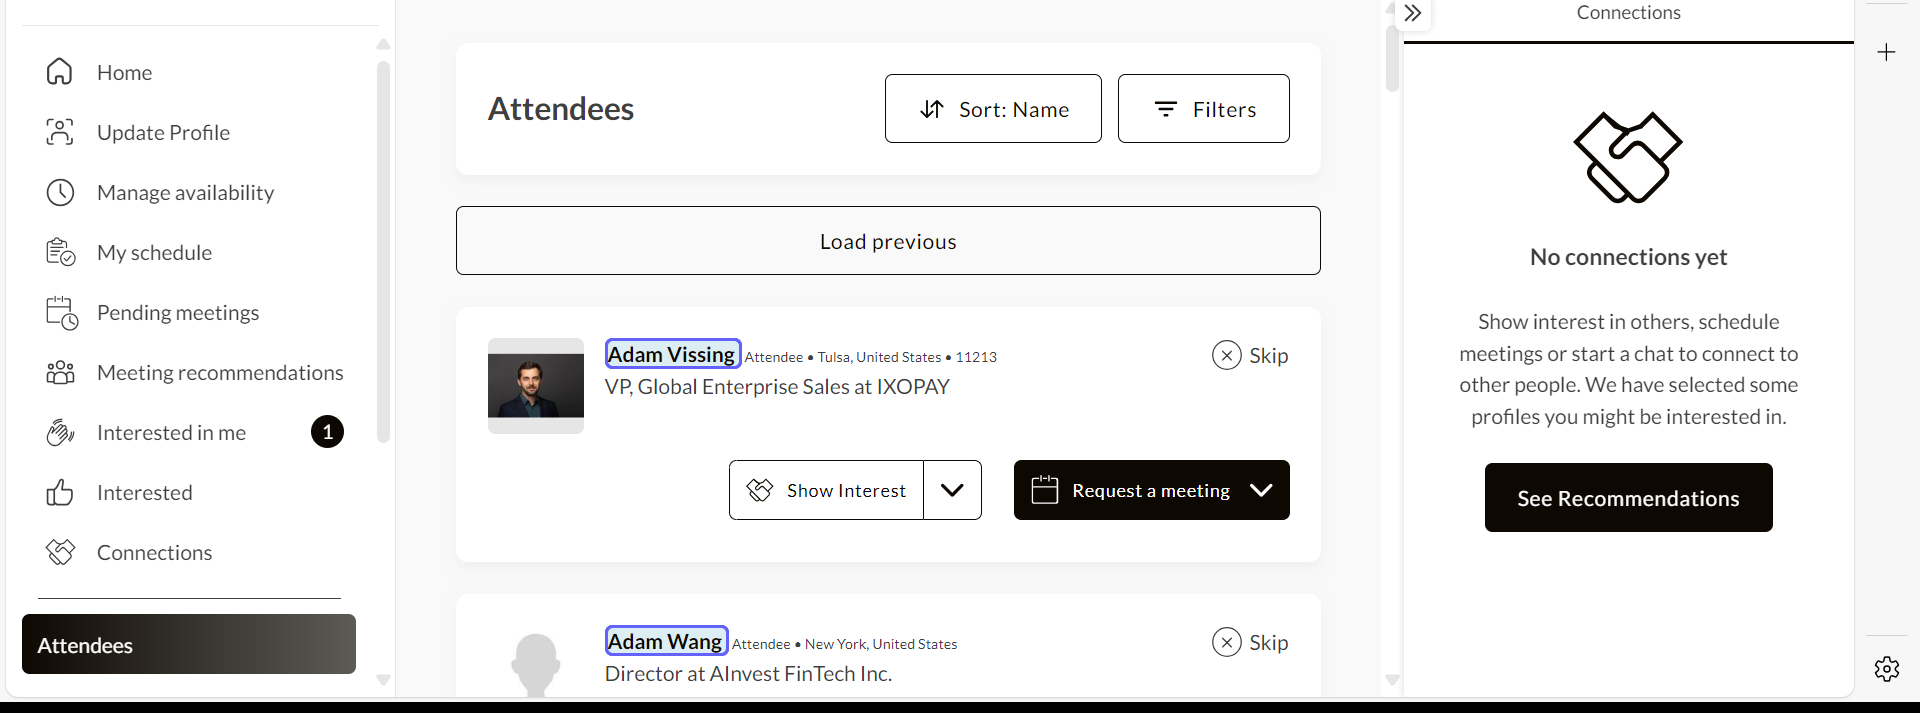 Home
Update Profile
Manage availability
My schedule
Pending meetings
Meeting recommendations
Interested in me 1
Interested
Connections
Attendees
Attendees
Sort: Name
Filters
Load previous
Adam Vissing Attendee • Tulsa, United States • 11213
VP, Global Enterprise Sales at IXOPAY
Skip
Show Interest
Request a meeting
Adam Wang Attendee • New York, United States
Director at AInvest FinTech Inc.
Skip
Connections
No connections yet
Show interest in others, schedule
meetings or start a chat to connect to
other people. We have selected some
profiles you might be interested in.
See Recommendations